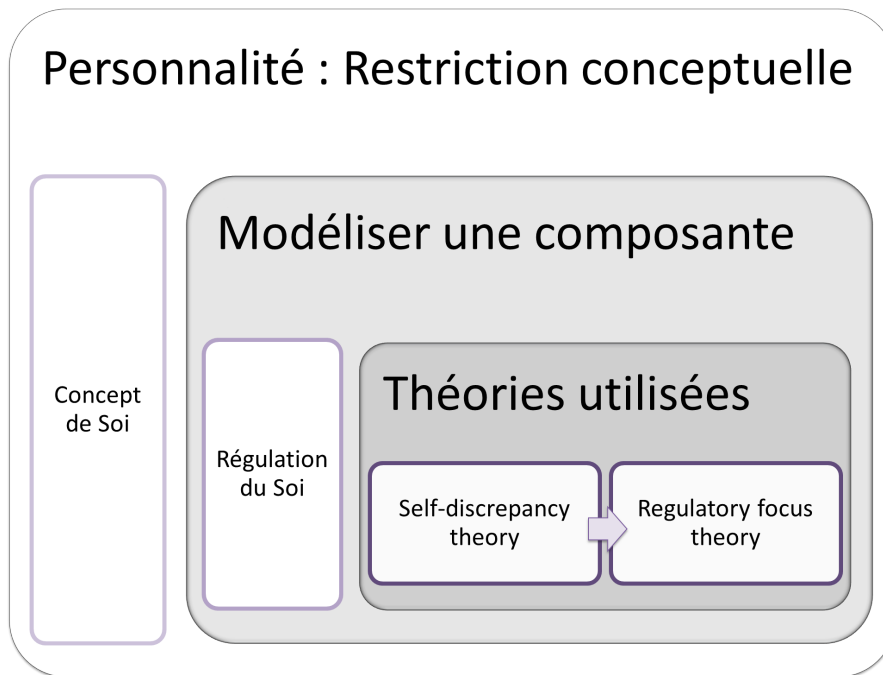 Personnalité : Restriction conceptuelle
Modéliser une composante
Concept
de Soi
Régulation
du Soi
Théories utilisées
Self-discrepancy
theory
Regulatory focus
theory